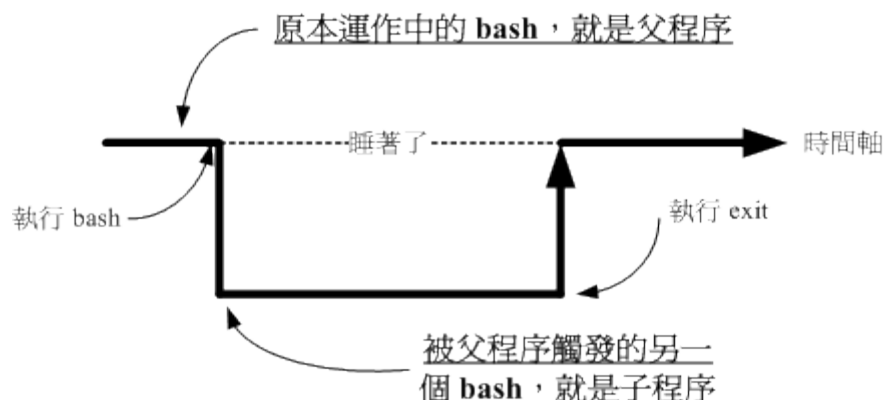 原本運作中的 bash，就是父程序
睡著了
時間軸
執行 bash
執行 exit
被父程序觸發的另一
個 bash，就是子程序